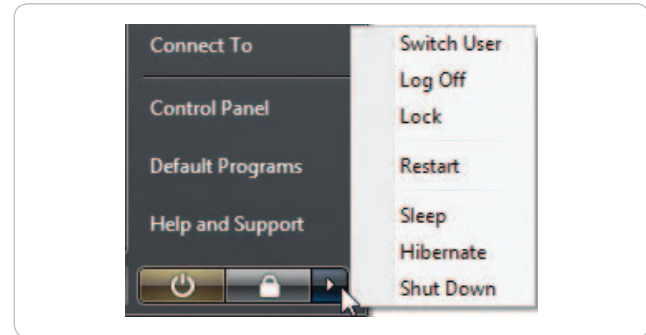 Connect To
Control Panel
Default Programs
Help and Support
Switch User
Log Off
Lock
Restart
Sleep
Hibernate
Shut Down